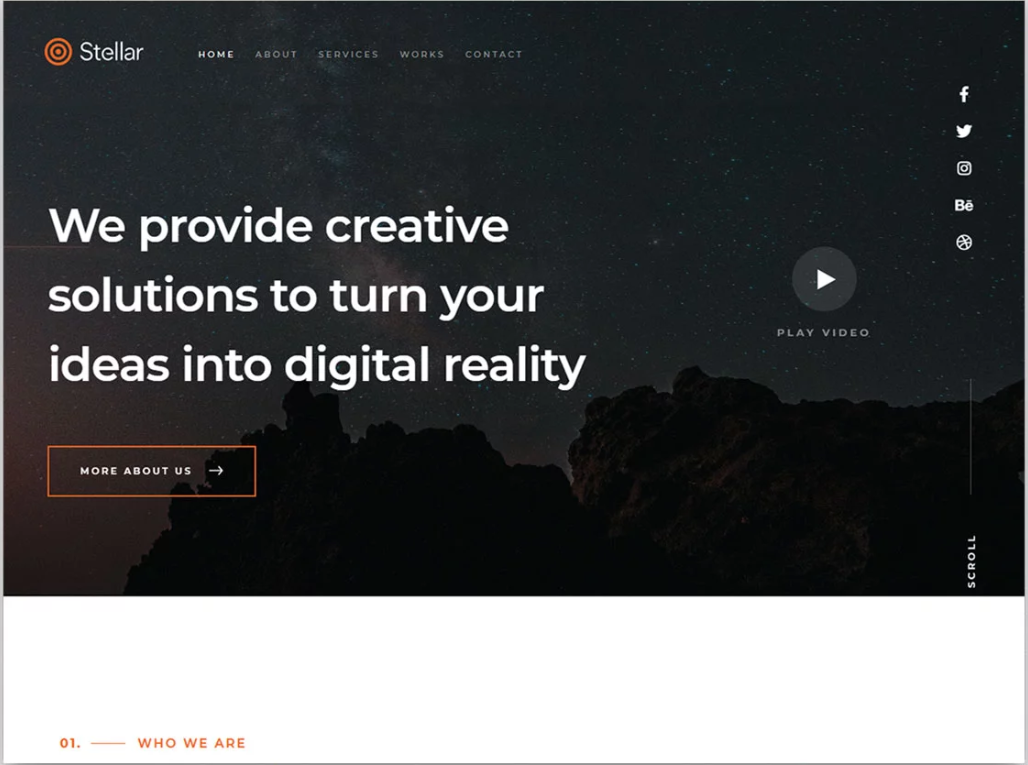 Stellar
HOME ABOUT SERVICES WORKS CONTACT
Bē
We provide creative
solutions to turn your
ideas into digital reality
PLAY VIDEO
MORE ABOUT US
SCROLL
01. WHO WE ARE